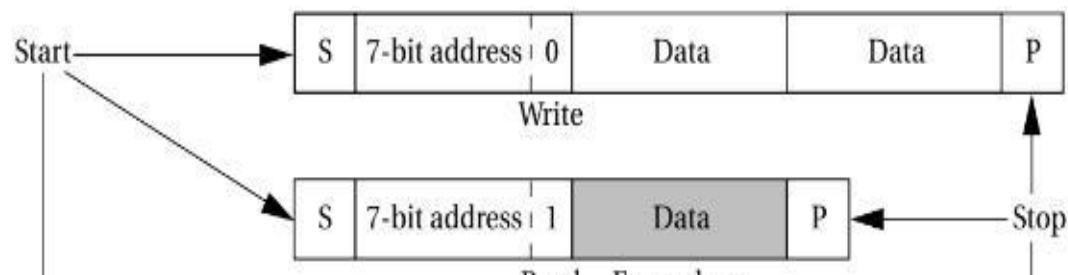 Start S 7-bit address 0 Data Data P
Write
S 7-bit address 1 Data P Stop